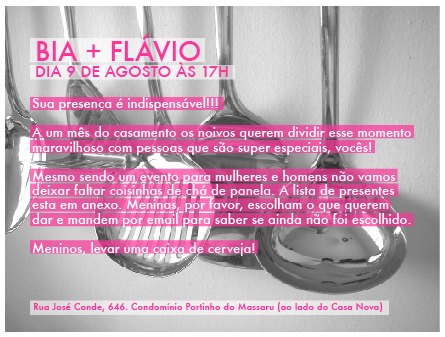 BIA + FLÁVIO
DIA 9 DE AGOSTO ÀS 17H
Sua presença é indispensável!!!
A um mês do casamento os noivos querem dividir esse momento
maravilhoso com pessoas que são super especiais, vocês!
Mesmo sendo um evento para mulheres e homens não vamos
deixar faltar coisinhas de chá de panela. A lista de presentes
esta em anexo. Meninas, por favor, escolham o que querem
dar e mandem por email para saber se ainda não foi escolhido.
Meninos, levar uma caixa de cerveja!
Rua José Conde, 646. Condomínio Portinho do Massaru (ao lado do Casa Nova)